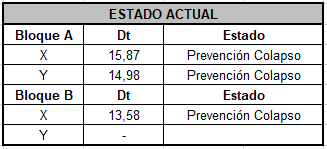 ESTADO ACTUAL
Bloque A Dt Estado
X 15,87 Prevención Colapso
Y 14,98 Prevención Colapso
Bloque B Dt Estado
X 13,58 Prevención Colapso
Y -